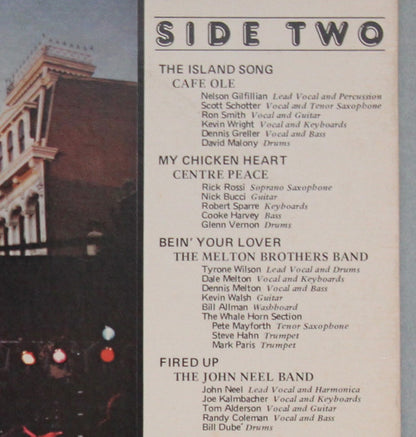 SIDE TWO
THE ISLAND SONG
CAFE OLE
Nelson Gilfillian Lead Vocal and Percussion
Scott Schotter Vocal and Tenor Saxophone
Ron Smith Vocal and Guitar
Kevin Wright Vocal and Keyboards
Dennis Greller Vocal and Bass
David Malony Drums
MY CHICKEN HEART
CENTRE PEACE
Rick Rossi Soprano Saxophone
Nick Bucci Guitar
Robert Sparre Keyboards
Cooke Harvey Bass
Glenn Vernon Drums
BEIN' YOUR LOVER
THE MELTON BROTHERS BAND
Tyrone Wilson Lead Vocal and Drums
Dale Melton Vocal and Keyboards
Dennis Melton Vocal and Bass
Kevin Walsh Guitar
Bill Allman Washboard
The Whale Horn Section
Pete Mayforth Tenor Saxophone
Steve Hahn Trumpet
Mark Paris Trumpet
FIRED UP
THE JOHN NEEL BAND
John Neel Lead Vocal and Harmonica
Joe Kalmbacher Vocal and Keyboards
Tom Alderson Vocal and Guitar
Randy Coleman Vocal and Bass
Bill Dube' Drums